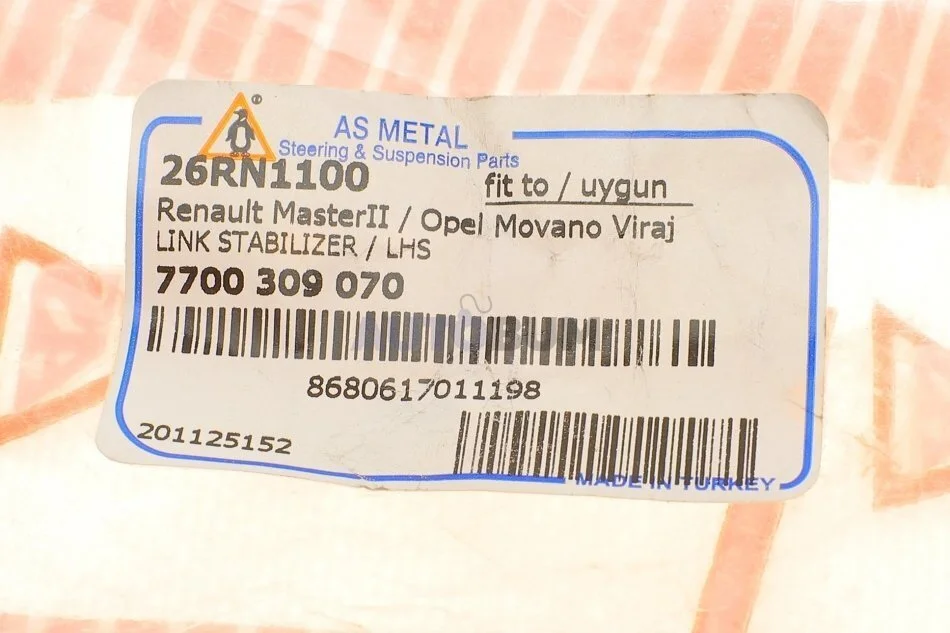 AS METAL
Steering & Suspension Parts
26RN1100
fit to / uygun
Renault MasterII / Opel Movano Viraj
LINK STABILIZER / LHS
7700 309 070
8680617011198
201125152
MADE IN TURKEY